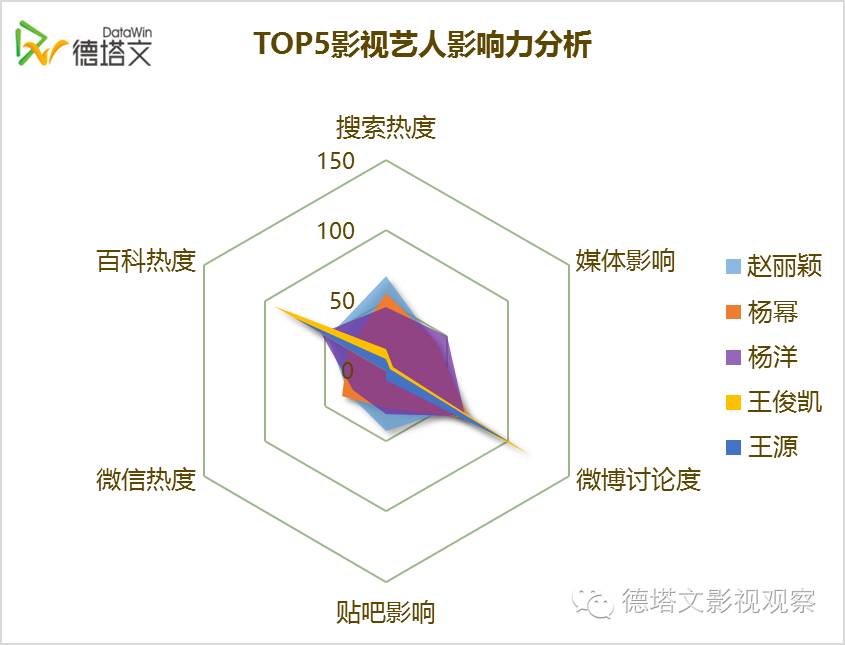 DataWin
德塔文
TOP5影视艺人影响力分析
搜索热度
150
100
50
0
百科热度
媒体影响
微信热度
微博讨论度
贴吧影响
赵丽颖
杨幂
杨洋
王俊凯
王源
德塔文影视观察